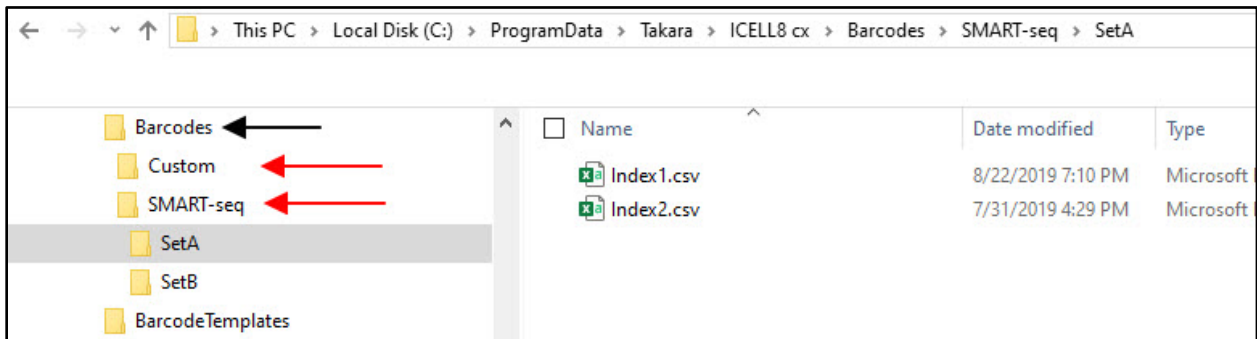 This PC > Local Disk (C:) > ProgramData > Takara > ICELL8 cx > Barcodes > SMART-seq > SetA
Barcodes
Custom
SMART-seq
SetA
SetB
BarcodeTemplates
Name Date modified Type
Index1.csv 8/22/2019 7:10 PM Microsoft
Index2.csv 7/31/2019 4:29 PM Microsoft